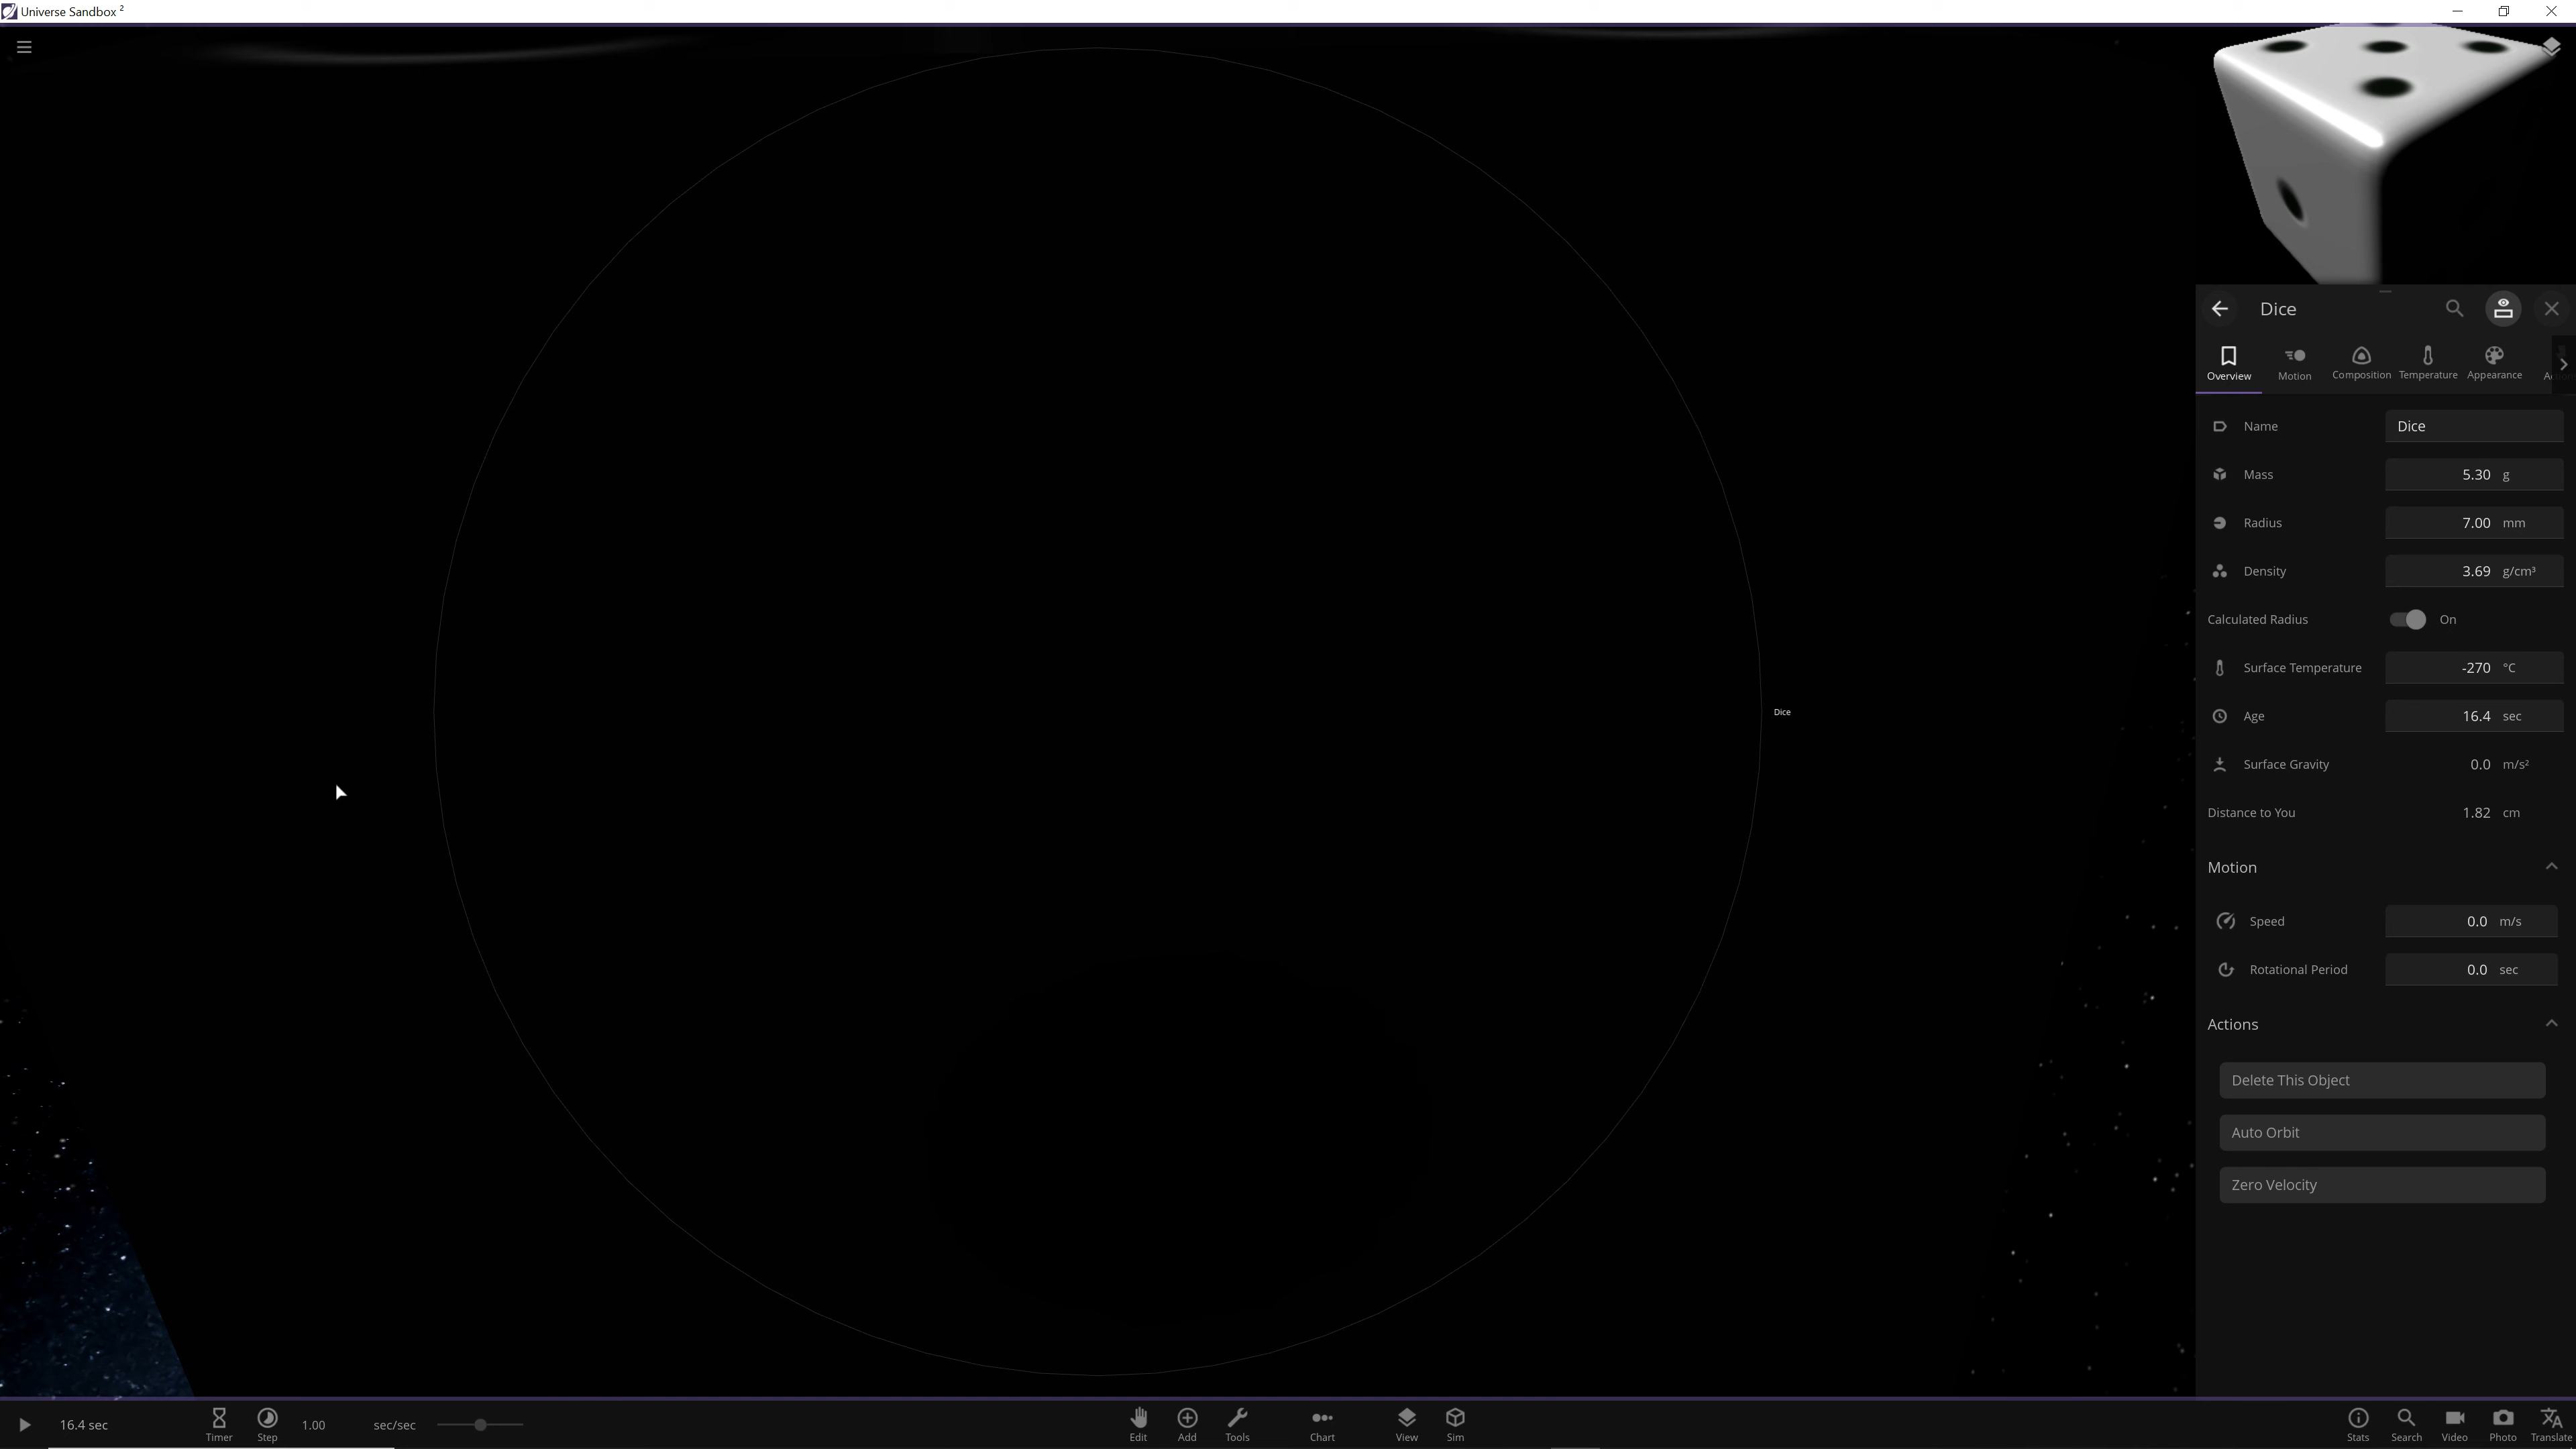 Universe Sandbox ²
Dice
Overview
Motion
Composition
Temperature
Appearance
Name
Dice
Mass
5.30 g
Radius
7.00 mm
Density
3.69 g/cm³
Calculated Radius
On
Surface Temperature
-270 °C
Dice
Age
16.4 sec
Surface Gravity
0.0 m/s²
Distance to You
1.82 cm
Motion
Speed
0.0 m/s
Rotational Period
0.0 sec
Actions
Delete This Object
Auto Orbit
Zero Velocity
16.4 sec
Timer
Step
1.00
sec/sec
Edit
Add
Tools
Chart
View
Sim
Stats
Search
Video
Photo
Translate